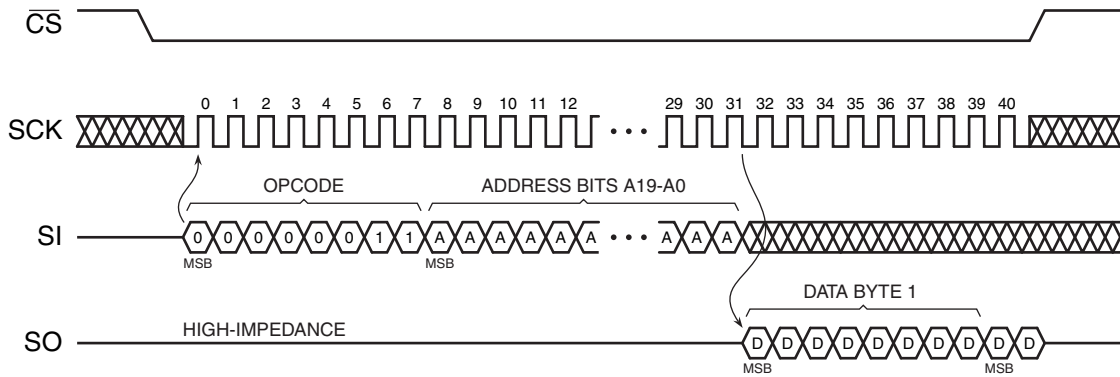 CS
0 1 2 3 4 5 6 7 8 9 10 11 12 29 30 31 32 33 34 35 36 37 38 39 40
SCK
OPCODE ADDRESS BITS A19-A0
SI 0 0 0 0 0 0 1 1 A A A A A A A A A
MSB MSB
DATA BYTE 1
HIGH-IMPEDANCE
SO D D D D D D D D D D
MSB MSB